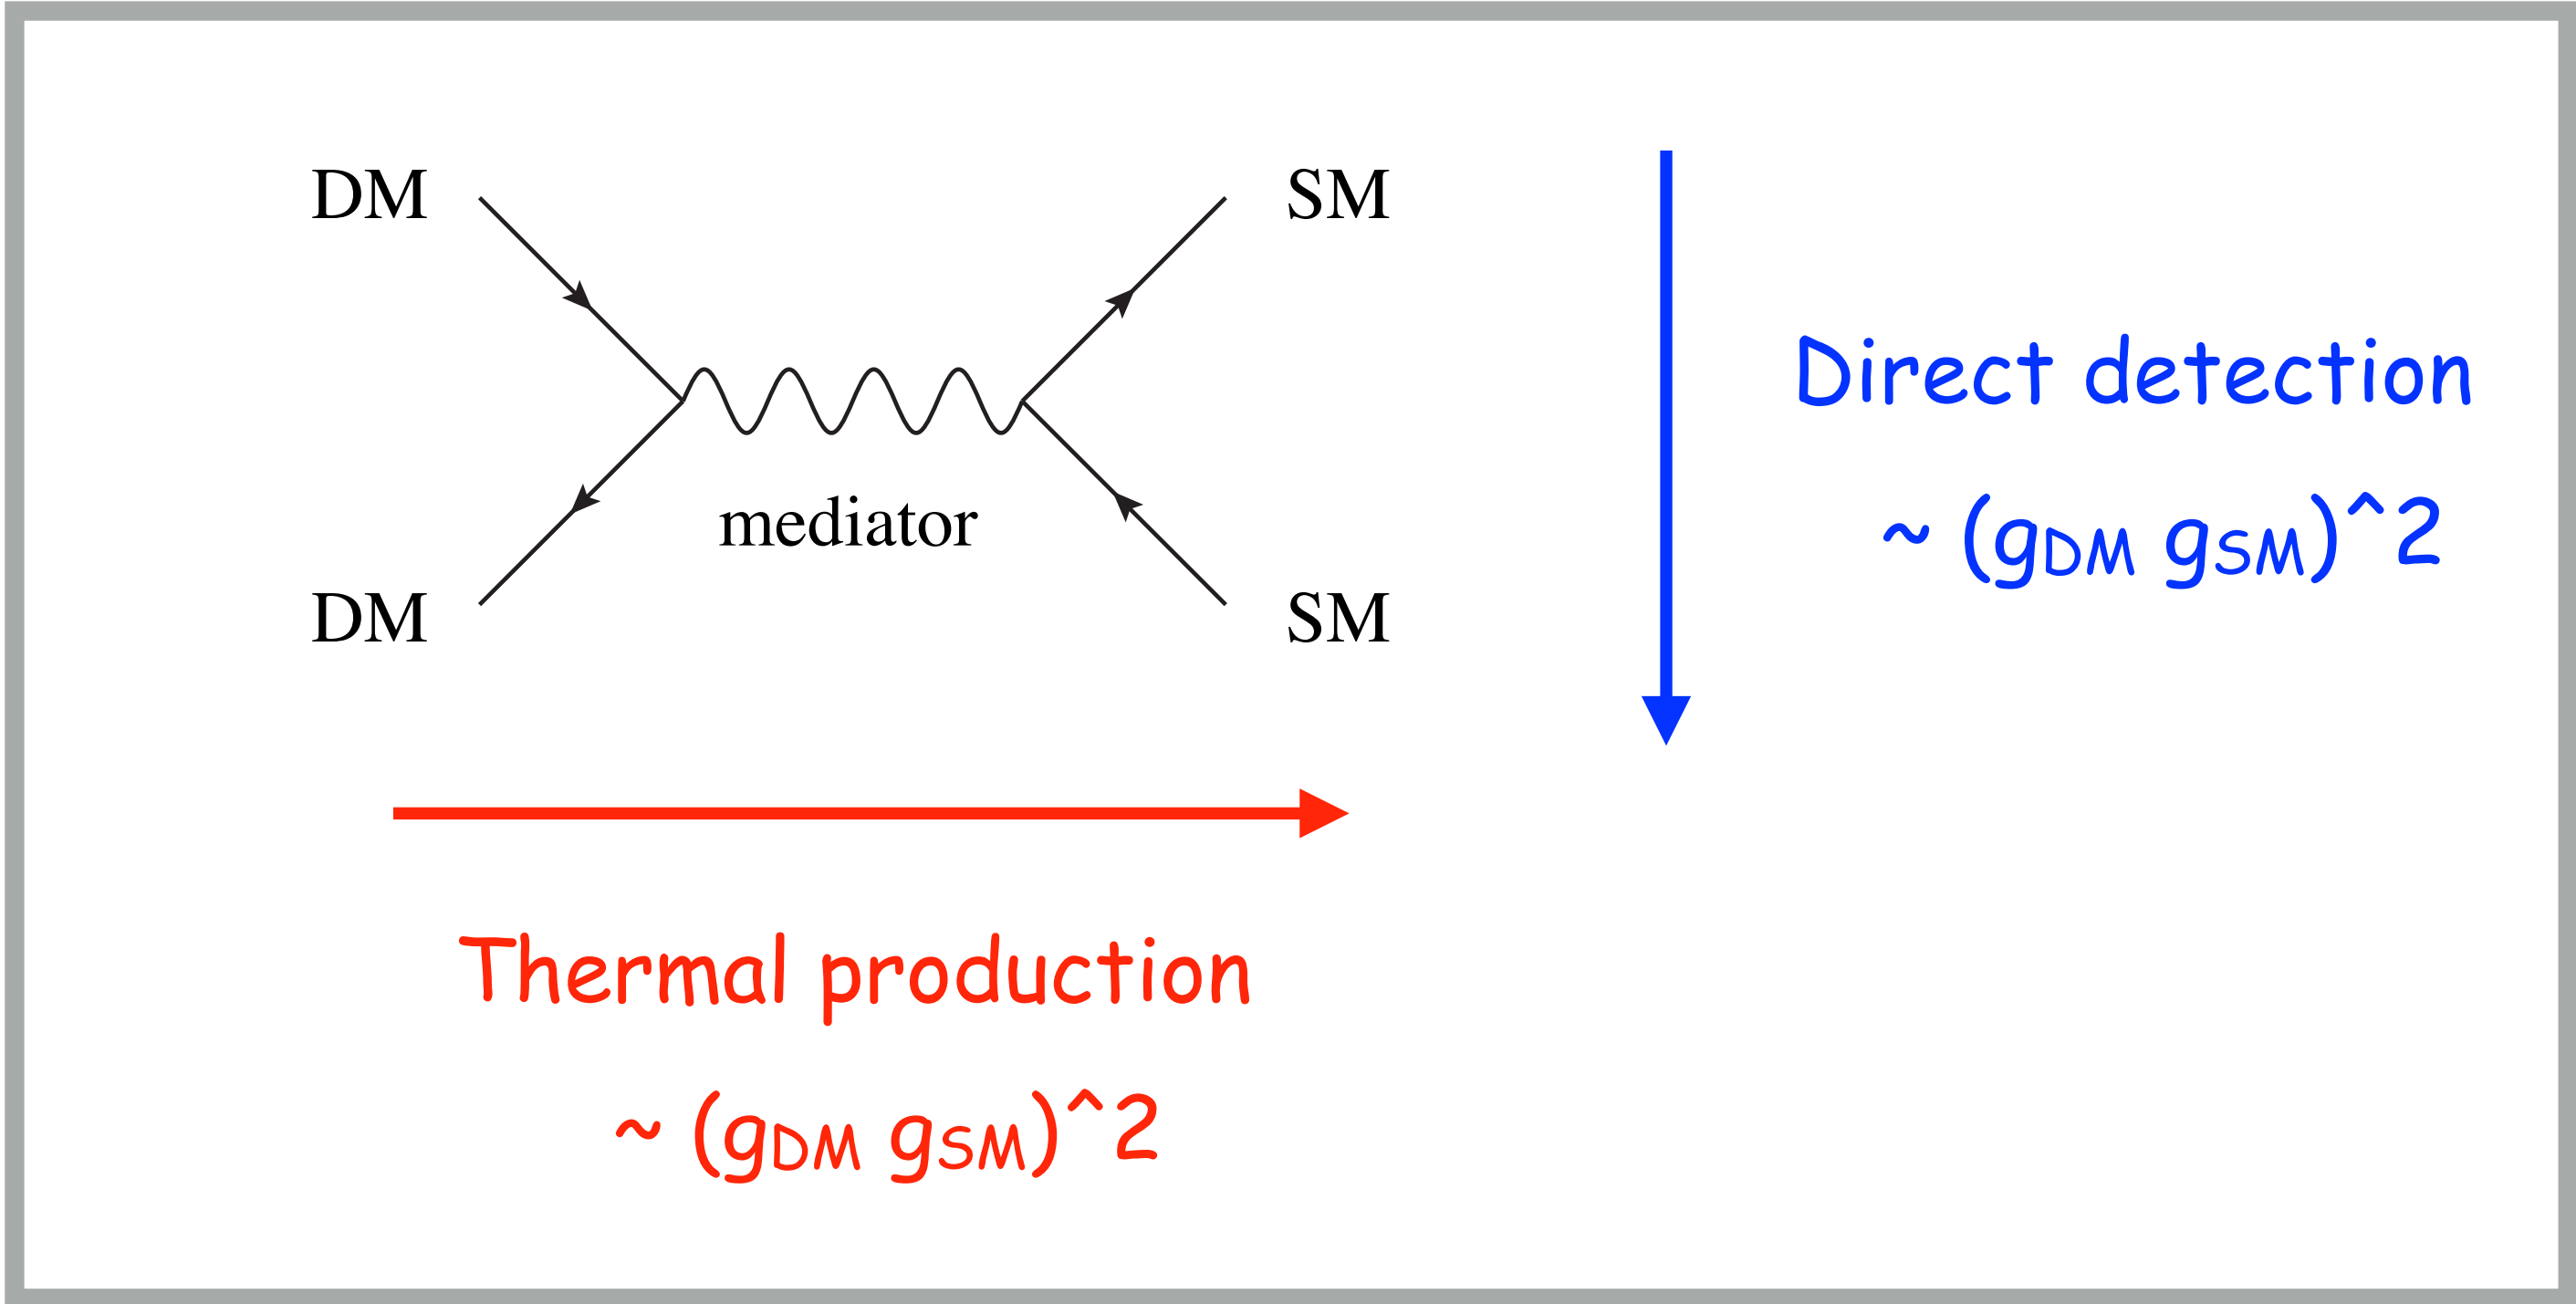 DM
SM
mediator
DM
SM
Direct detection
~ (gDM gSM)^2
Thermal production
~ (gDM gSM)^2